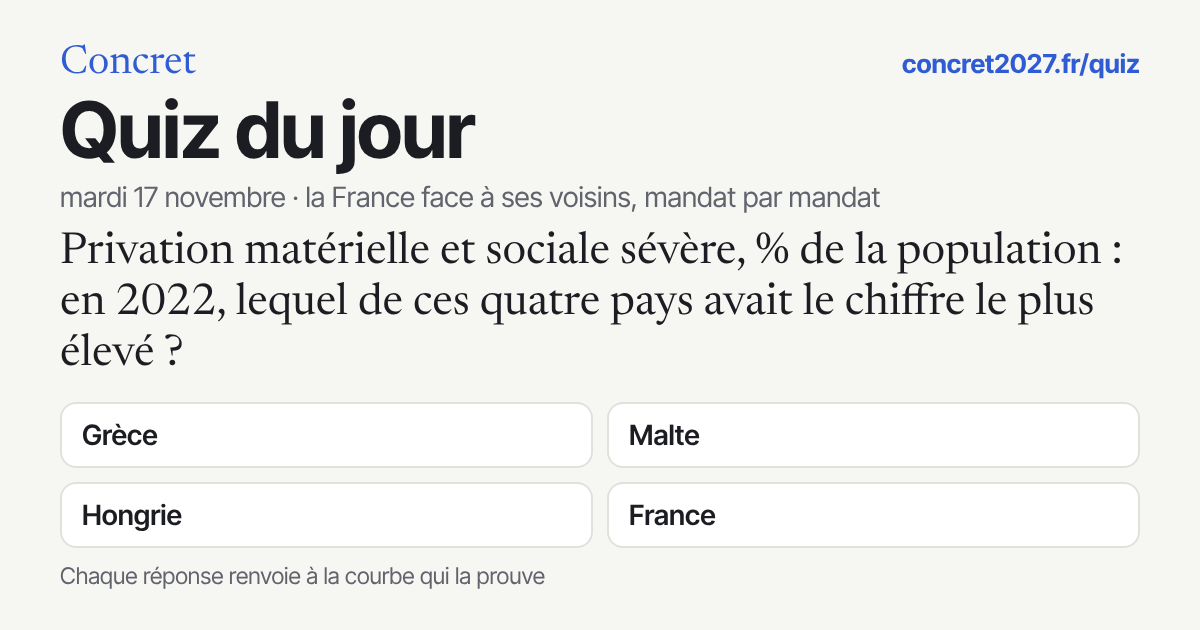 Concret
concret2027.fr/quiz
Quiz du jour
mardi 17 novembre · la France face à ses voisins, mandat par mandat
Privation matérielle et sociale sévère, % de la population :
en 2022, lequel de ces quatre pays avait le chiffre le plus
élevé ?
Grèce
Malte
Hongrie
France
Chaque réponse renvoie à la courbe qui la prouve